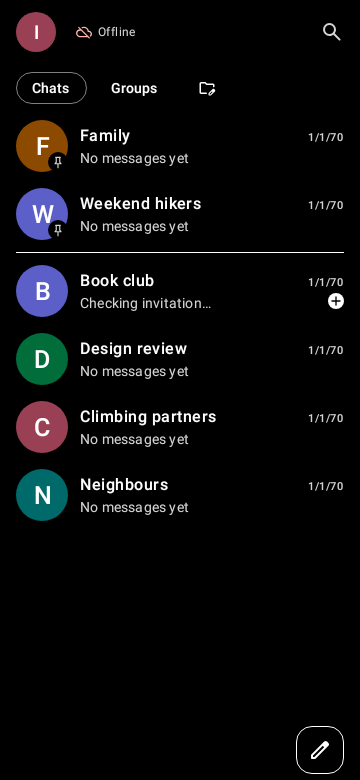 I
Offline
Chats
Groups
F
Family
1/1/70
No messages yet
W
Weekend hikers
1/1/70
No messages yet
B
Book club
1/1/70
Checking invitation…
D
Design review
1/1/70
No messages yet
C
Climbing partners
1/1/70
No messages yet
N
Neighbours
1/1/70
No messages yet